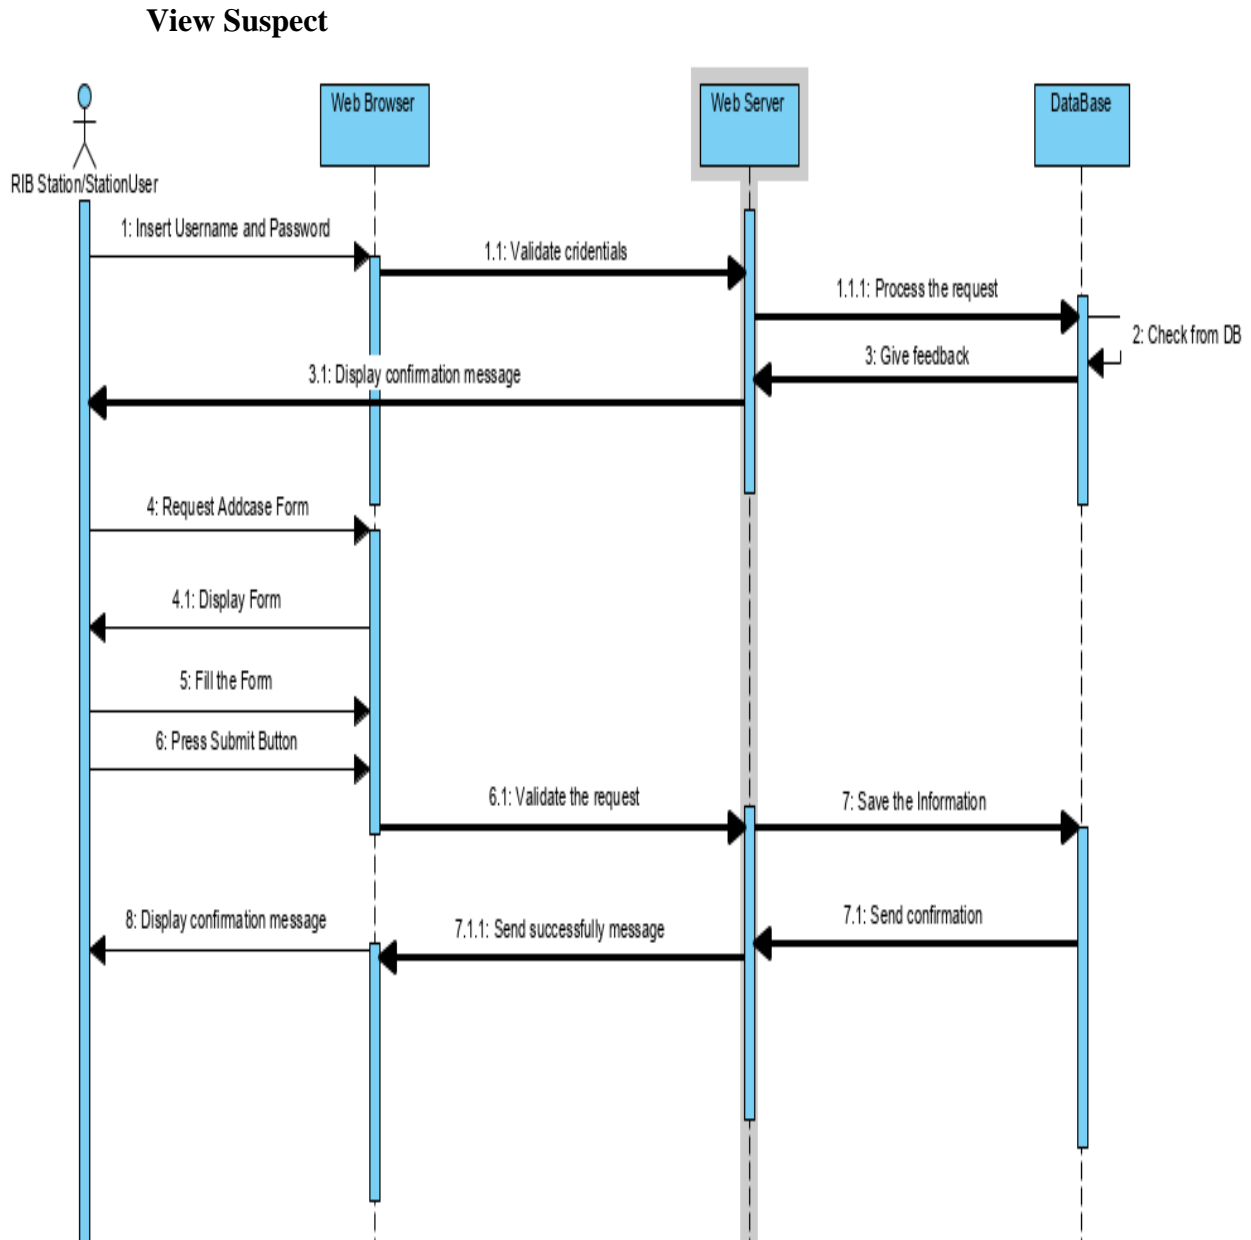 View Suspect
Web Browser
Web Server
DataBase
RIB Station/StationUser
1: Insert Username and Password
1.1: Validate cridentials
1.1.1: Process the request
2: Check from DB
3: Give feedback
3.1: Display confirmation message
4: Request Addcase Form
4.1: Display Form
5: Fill the Form
6: Press Submit Button
6.1: Validate the request
7: Save the Information
7.1: Send confirmation
7.1.1: Send successfully message
8: Display confirmation message